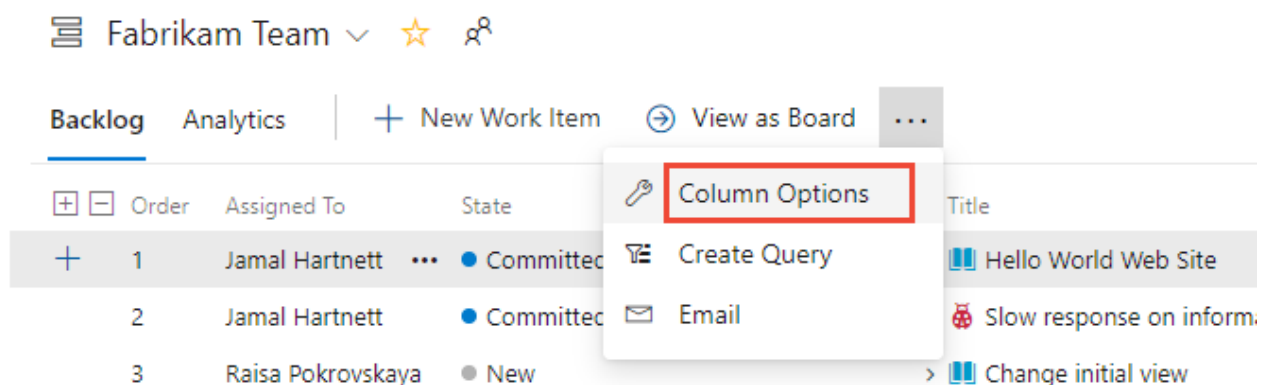 Fabrikam Team
Backlog Analytics New Work Item View as Board ...
Order Assigned To State Column Options Title
1 Jamal Hartnett ••• Committed Create Query Hello World Web Site
2 Jamal Hartnett Committed Email Slow response on informa
3 Raisa Pokrovskaya New Change initial view